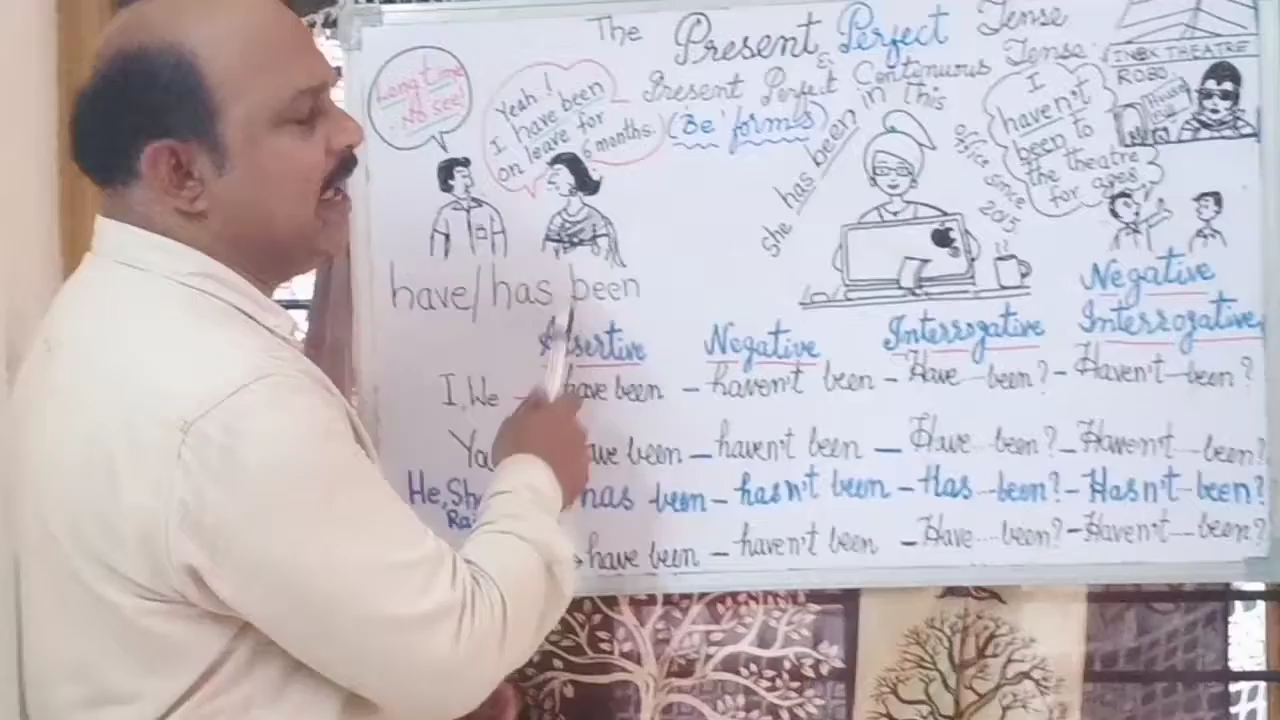 The Present Perfect Tense
&
Present Perfect Continuous Tense
('Be' forms)
Long time
No see!
Yeah!
I have been
on leave for
6 months.
She has been in this
office since
2015
I
haven't
been to
the theatre
for ages
INOX THEATRE
ROBO
House
Full
have/has been
Assertive Negative Interrogative Negative Interrogative
I, We have been – haven't been – Have been? – Haven't been?
have been – haven't been – Have been? – Haven't been?
He, has been – hasn't been – Has been? – Hasn't been?
have been – haven't been – Have been? – Haven't been?